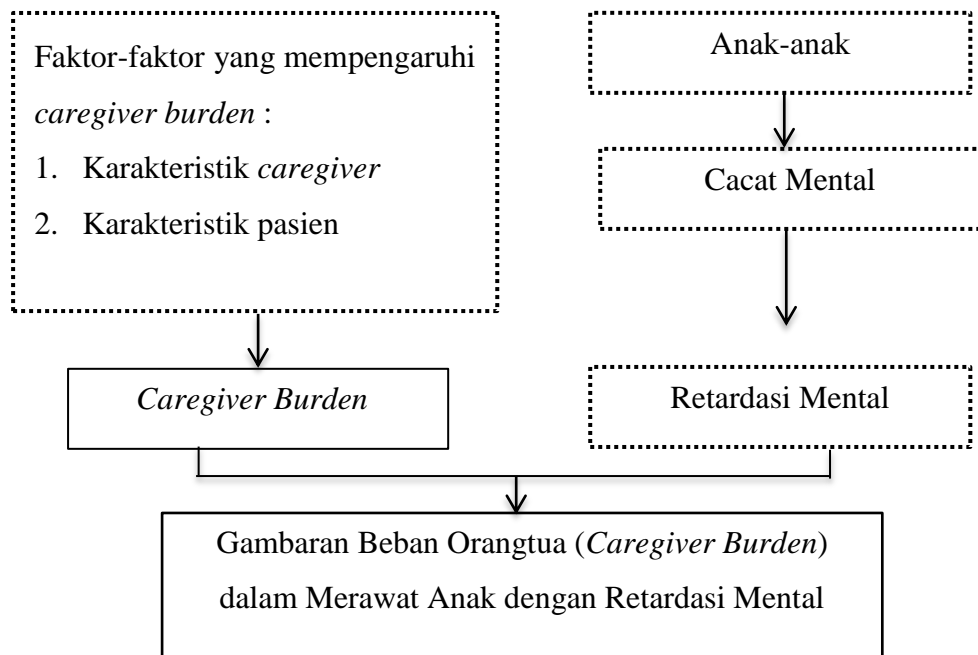 Faktor-faktor yang mempengaruhi
caregiver burden :
1. Karakteristik caregiver
2. Karakteristik pasien
Anak-anak
Cacat Mental
Caregiver Burden
Retardasi Mental
Gambaran Beban Orangtua (Caregiver Burden)
dalam Merawat Anak dengan Retardasi Mental